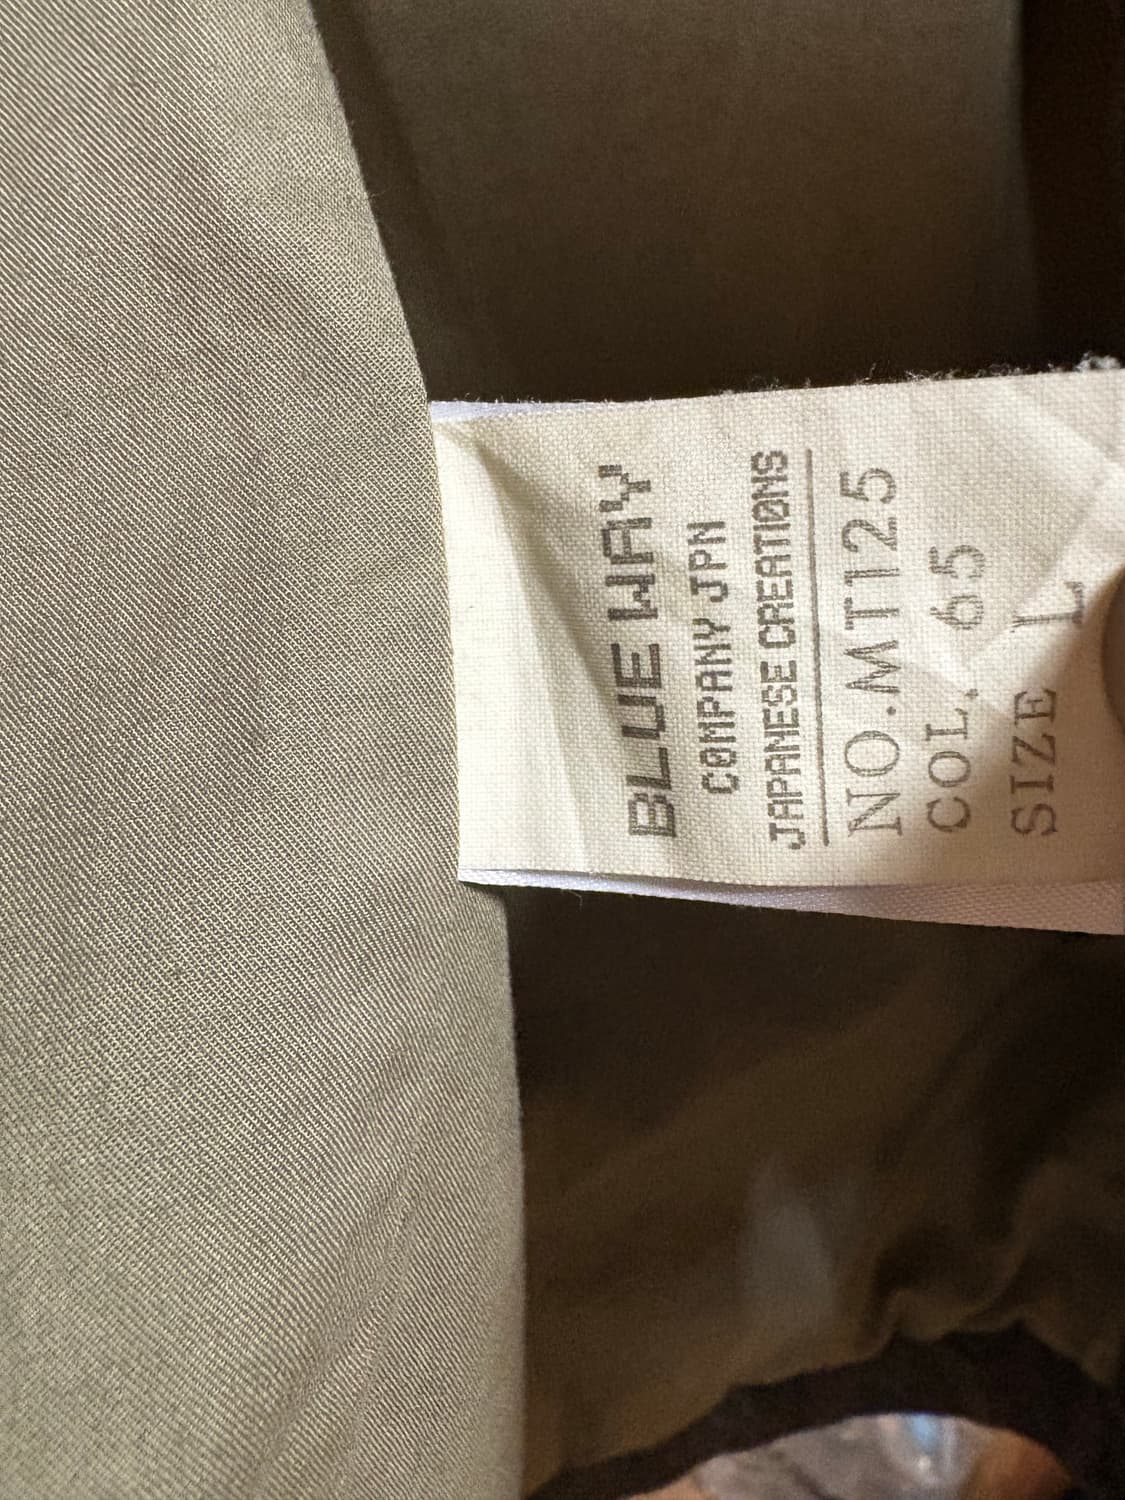 BLUE WAY
COMPANY JPN
JAPANESE CREATIONS
NO.MT125
COL. 65
SIZE L